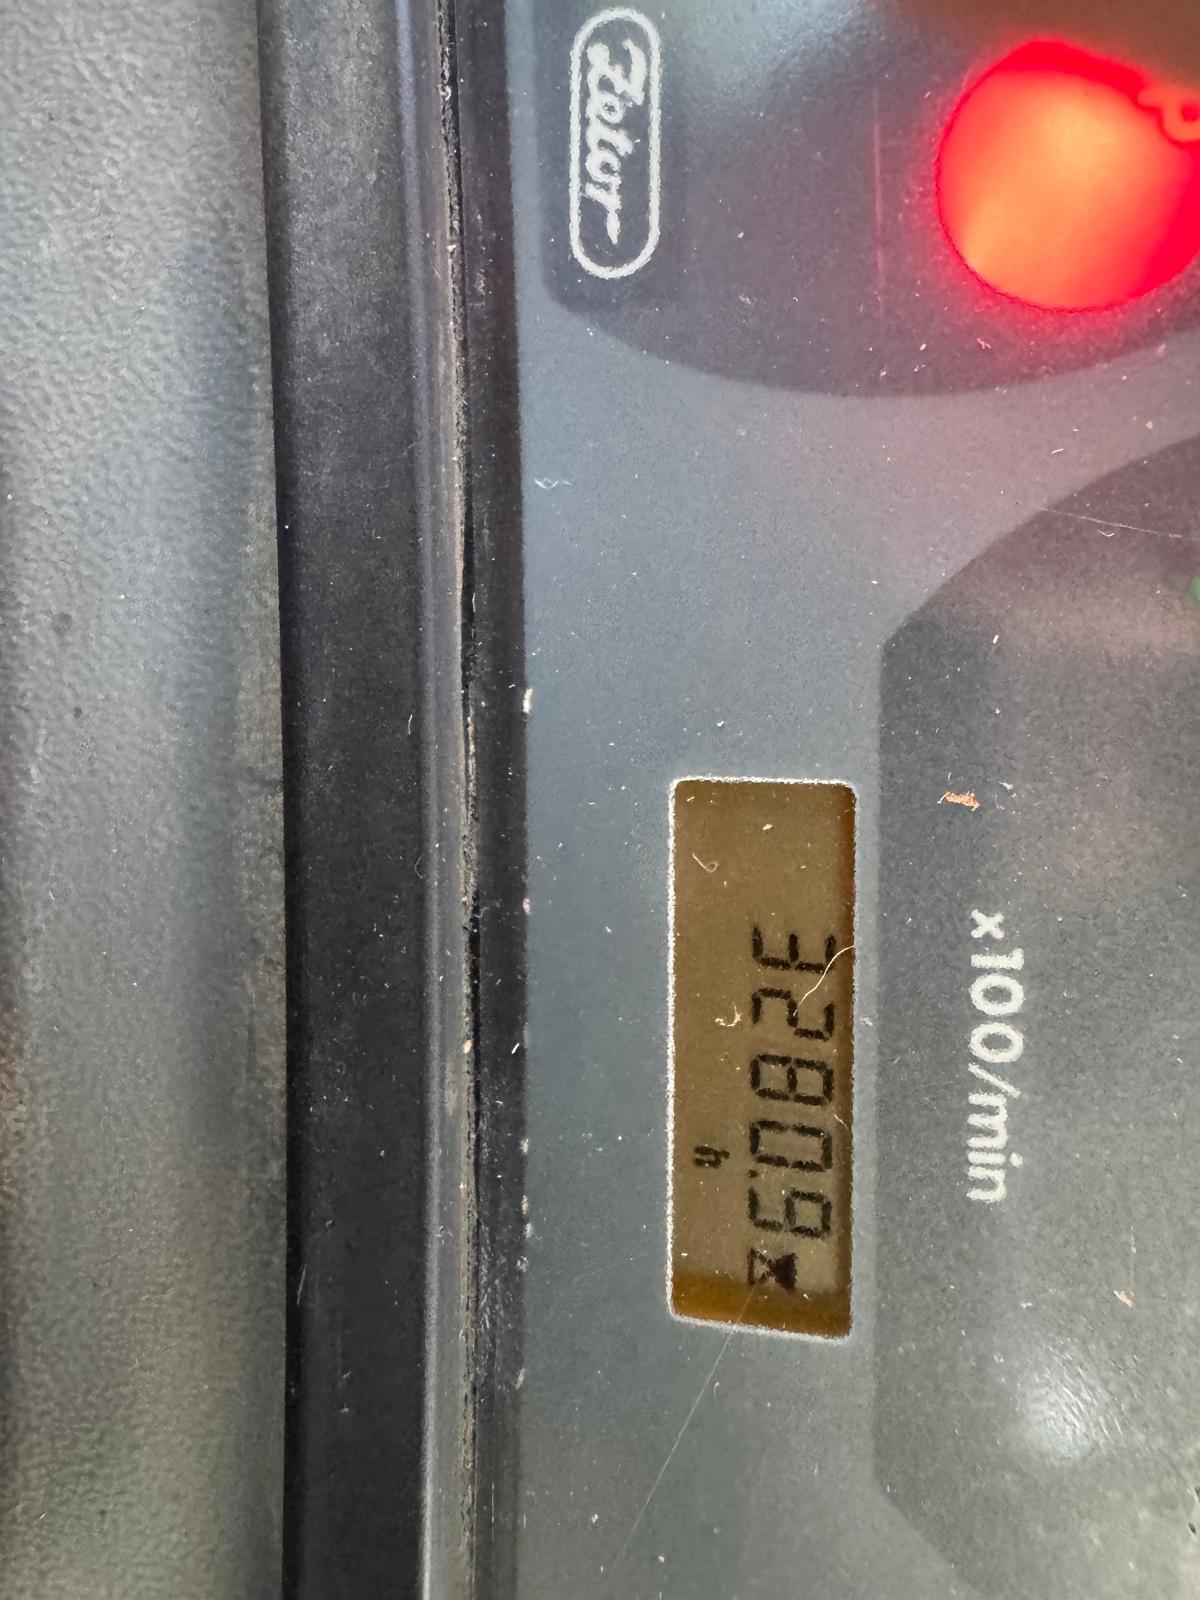 Zetor
P
x100/min
3280.9
h